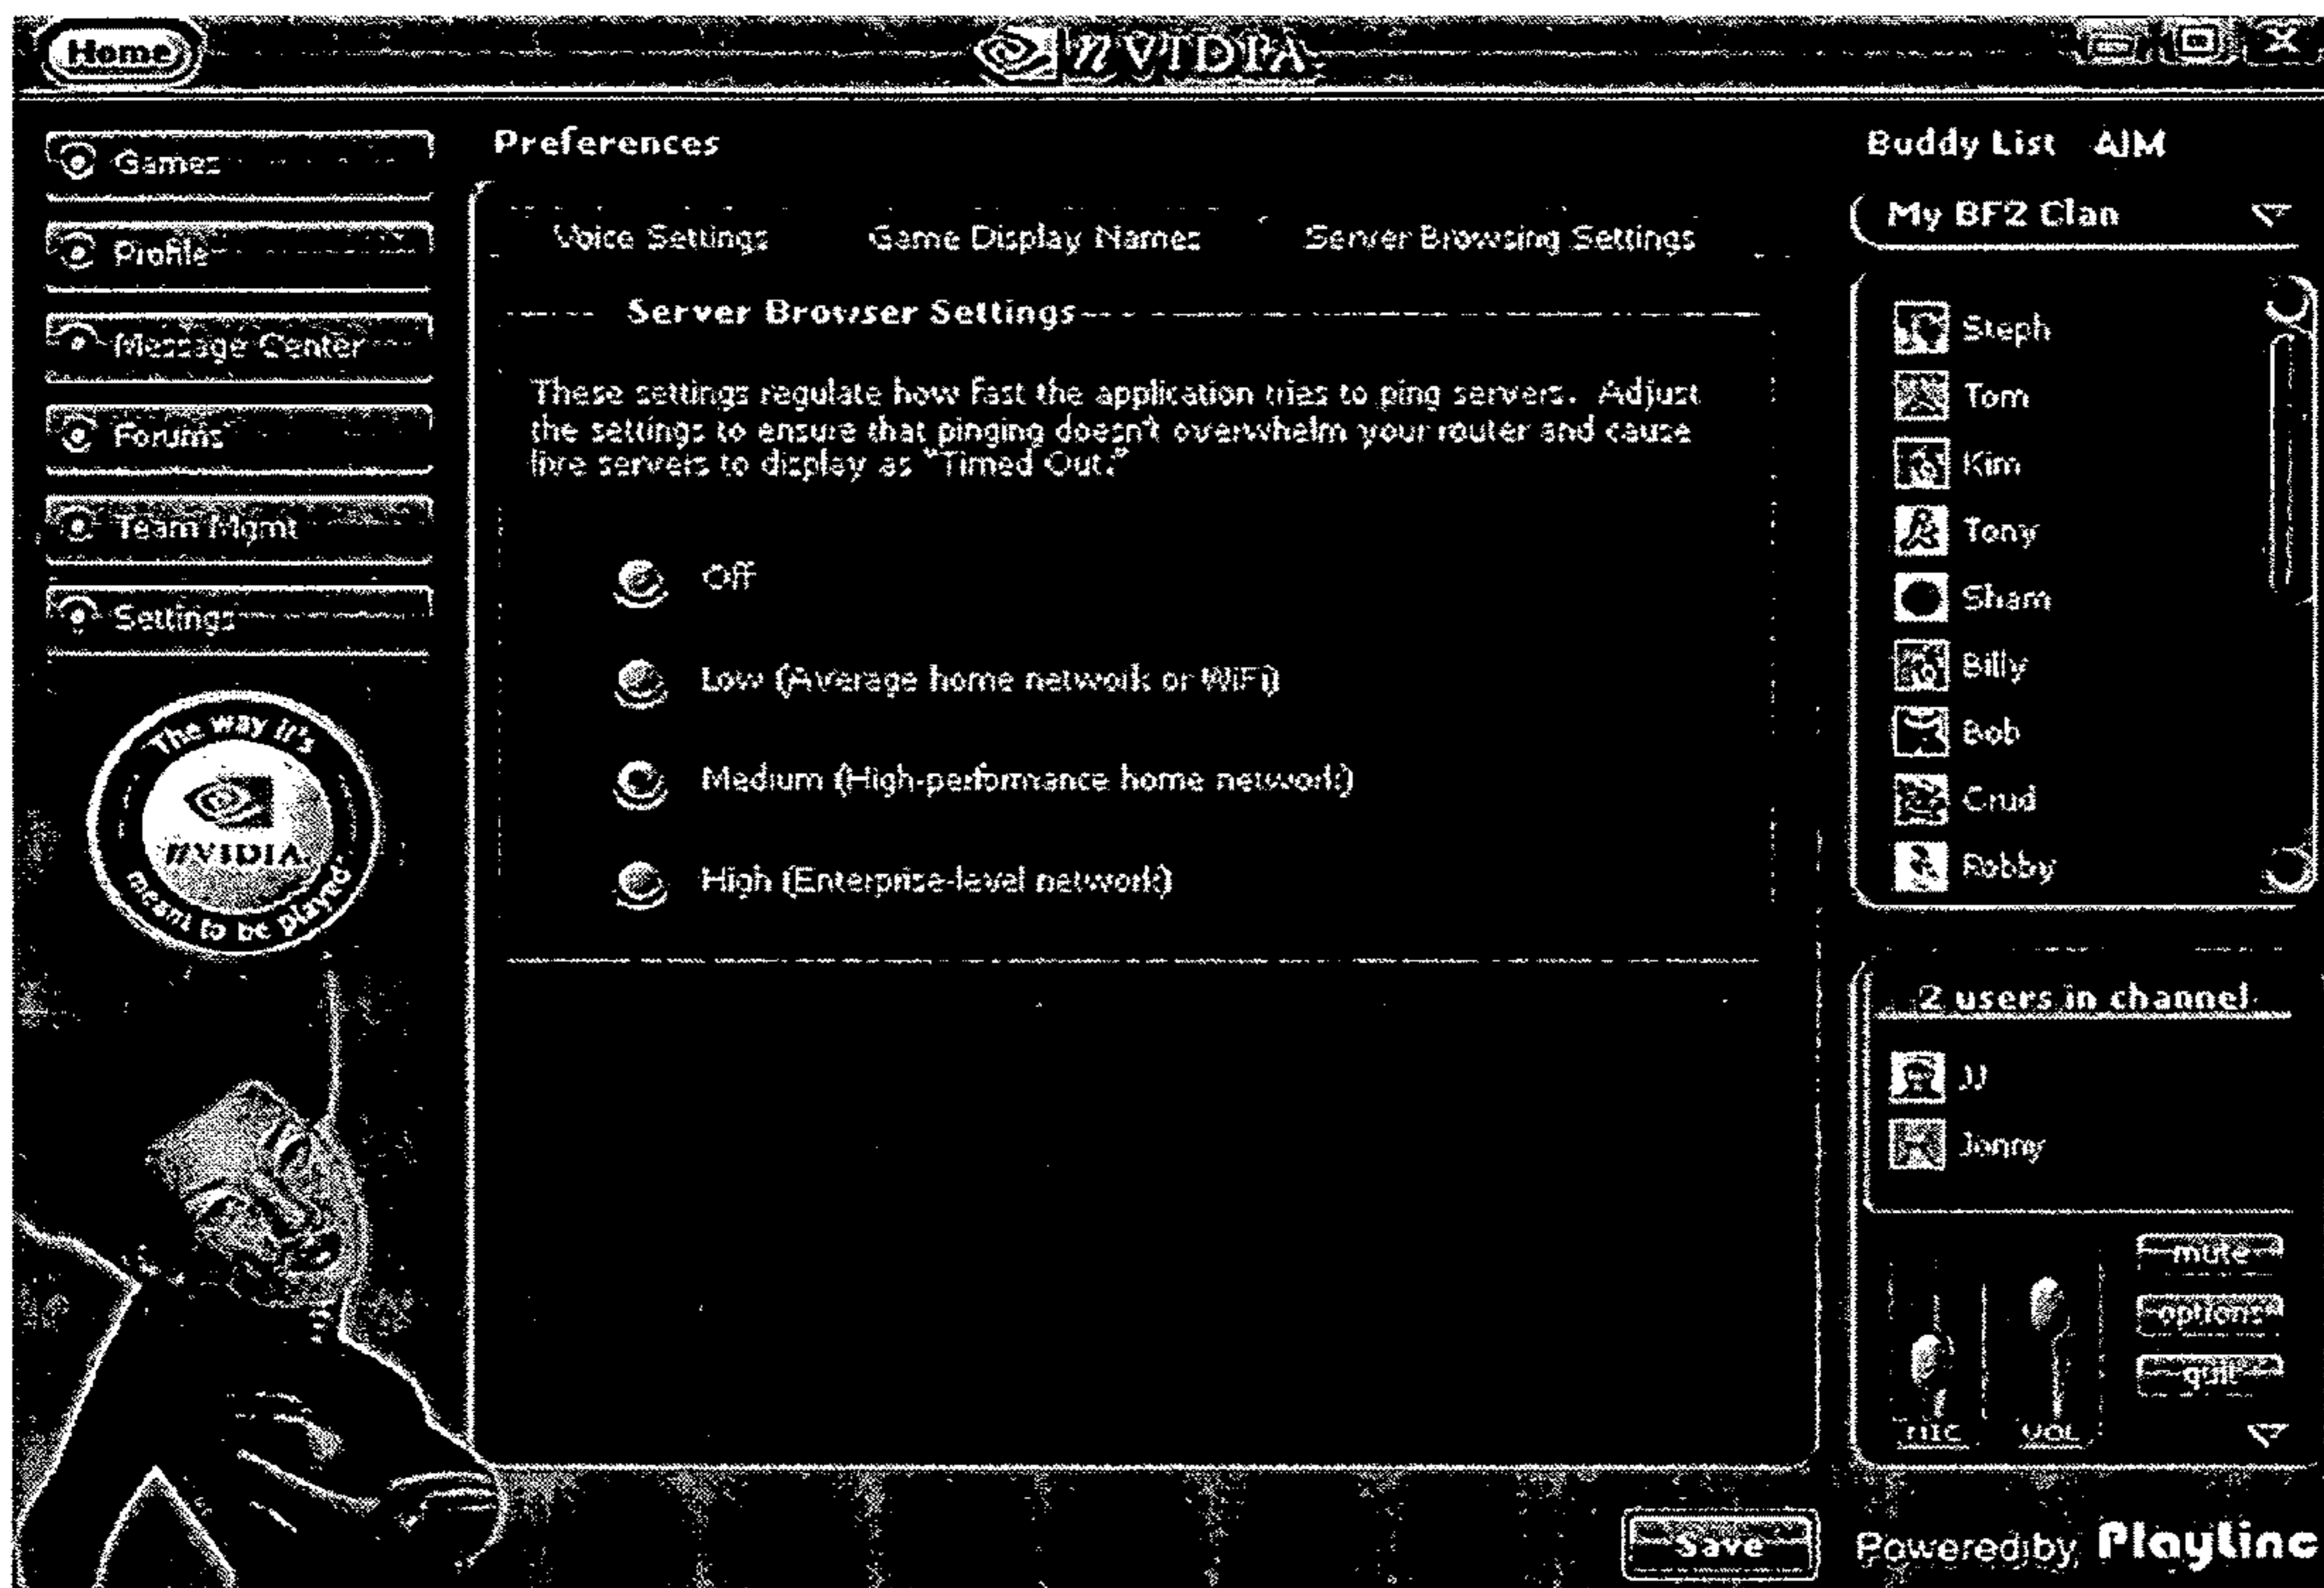 Home
nVIDIA
Games
Profile
Message Center
Forums
Team Mgmt
Settings
The way it's
nVIDIA.
meant to be played
Preferences
Voice Settings
Game Display Names
Server Browsing Settings
Server Browser Settings
These settings regulate how fast the application tries to ping servers. Adjust
the settings to ensure that pinging doesn't overwhelm your router and cause
live servers to display as "Timed Out."
Off
Low (Average home network or WiFi)
Medium (High-performance home network)
High (Enterprise-level network)
Buddy List AIM
My BF2 Clan
Steph
Tom
Kim
Tony
Sham
Billy
Bob
Crud
Robby
2 users in channel
JJ
Jonny
mute
options
quit
MIC VOL
Save
Powered by PlayLinc